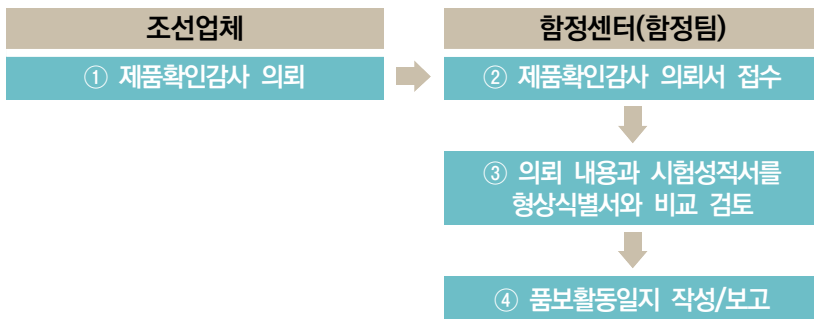 조선업체
함정센터(함정팀)
① 제품확인감사 의뢰
② 제품확인감사 의뢰서 접수
③ 의뢰 내용과 시험성적서를
형상식별서와 비교 검토
④ 품보활동일지 작성/보고